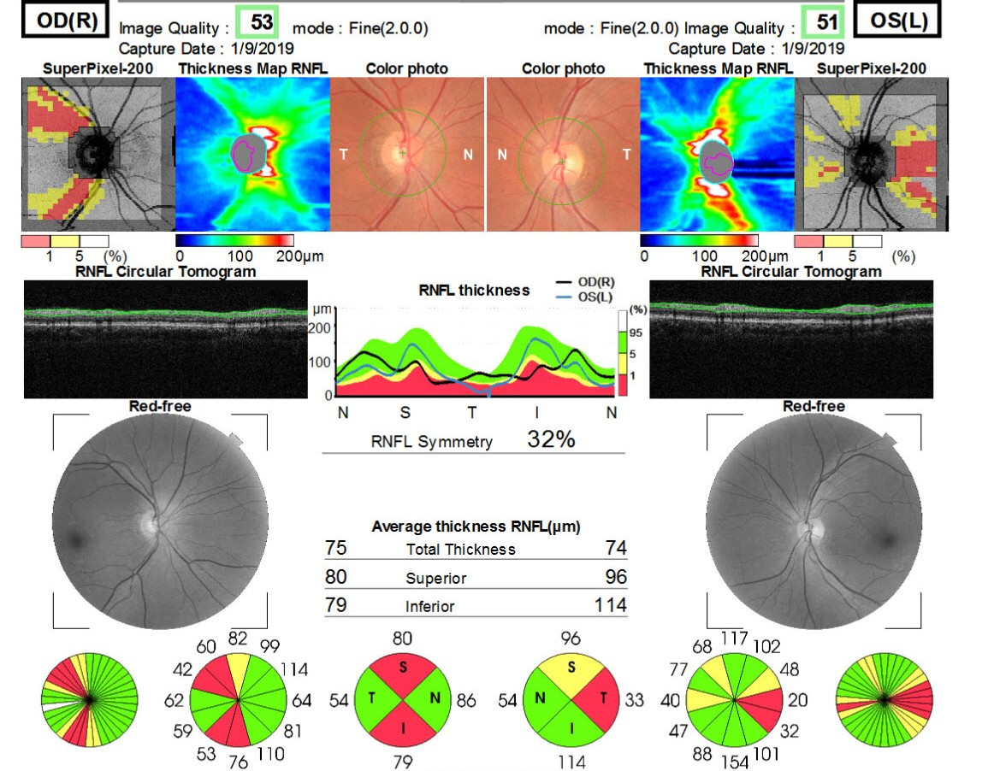 OD(R) Image Quality : 53 mode : Fine(2.0.0) mode : Fine(2.0.0) Image Quality : 51 OS(L)
Capture Date : 1/9/2019 Capture Date : 1/9/2019
SuperPixel-200 Thickness Map RNFL Color photo Color photo Thickness Map RNFL SuperPixel-200
T N N T
1 5 (%) 0 100 200µm 0 100 200µm 1 5 (%)
RNFL Circular Tomogram RNFL Circular Tomogram
RNFL thickness OD(R)
OS(L)
µm (%)
200 95
100 5
1
0
N S T I N
Red-free Red-free
RNFL Symmetry 32%
Average thickness RNFL(µm)
75 Total Thickness 74
80 Superior 96
79 Inferior 114
60 82 99 80 96 68 117 102
42 114 S S 77 48
62 64 54 T N 86 54 N T 33 40 20
59 81 I I 47 32
53 76 110 79 114 88 154 101